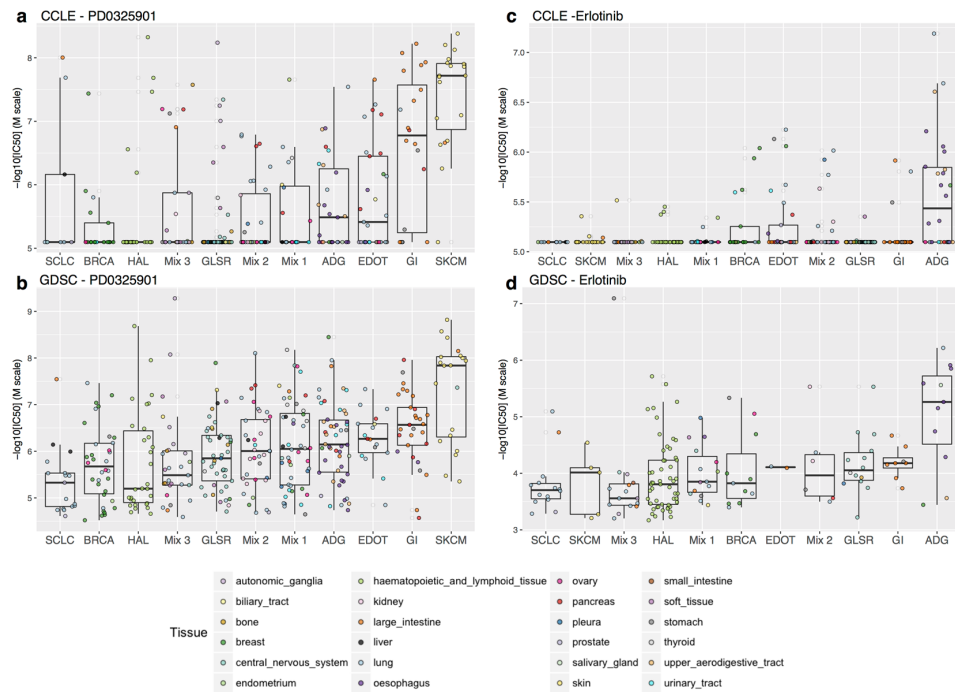 a CCLE - PD0325901
-log10[IC50] (M scale)
8
7
6
5
SCLC BRCA HAL Mix 3 GLSR Mix 2 Mix 1 ADG EDOT GI SKCM
b GDSC - PD0325901
-log10[IC50] (M scale)
9
8
7
6
5
SCLC BRCA HAL Mix 3 GLSR Mix 2 Mix 1 ADG EDOT GI SKCM
c CCLE -Erlotinib
-log10[IC50] (M scale)
7.0
6.5
6.0
5.5
5.0
SCLC SKCM Mix 3 HAL Mix 1 BRCA EDOT Mix 2 GLSR GI ADG
d GDSC - Erlotinib
-log10[IC50] (M scale)
7
6
5
4
3
SCLC SKCM Mix 3 HAL Mix 1 BRCA EDOT Mix 2 GLSR GI ADG
Tissue
autonomic_ganglia
biliary_tract
bone
breast
central_nervous_system
endometrium
haematopoietic_and_lymphoid_tissue
kidney
large_intestine
liver
lung
oesophagus
ovary
pancreas
pleura
prostate
salivary_gland
skin
small_intestine
soft_tissue
stomach
thyroid
upper_aerodigestive_tract
urinary_tract